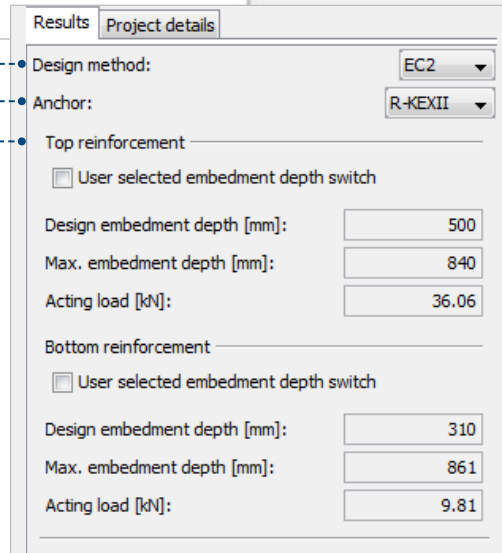 Results Project details
Design method: EC2
Anchor: R-KEXII
Top reinforcement
User selected embedment depth switch
Design embedment depth [mm]: 500
Max. embedment depth [mm]: 840
Acting load [kN]: 36.06
Bottom reinforcement
User selected embedment depth switch
Design embedment depth [mm]: 310
Max. embedment depth [mm]: 861
Acting load [kN]: 9.81